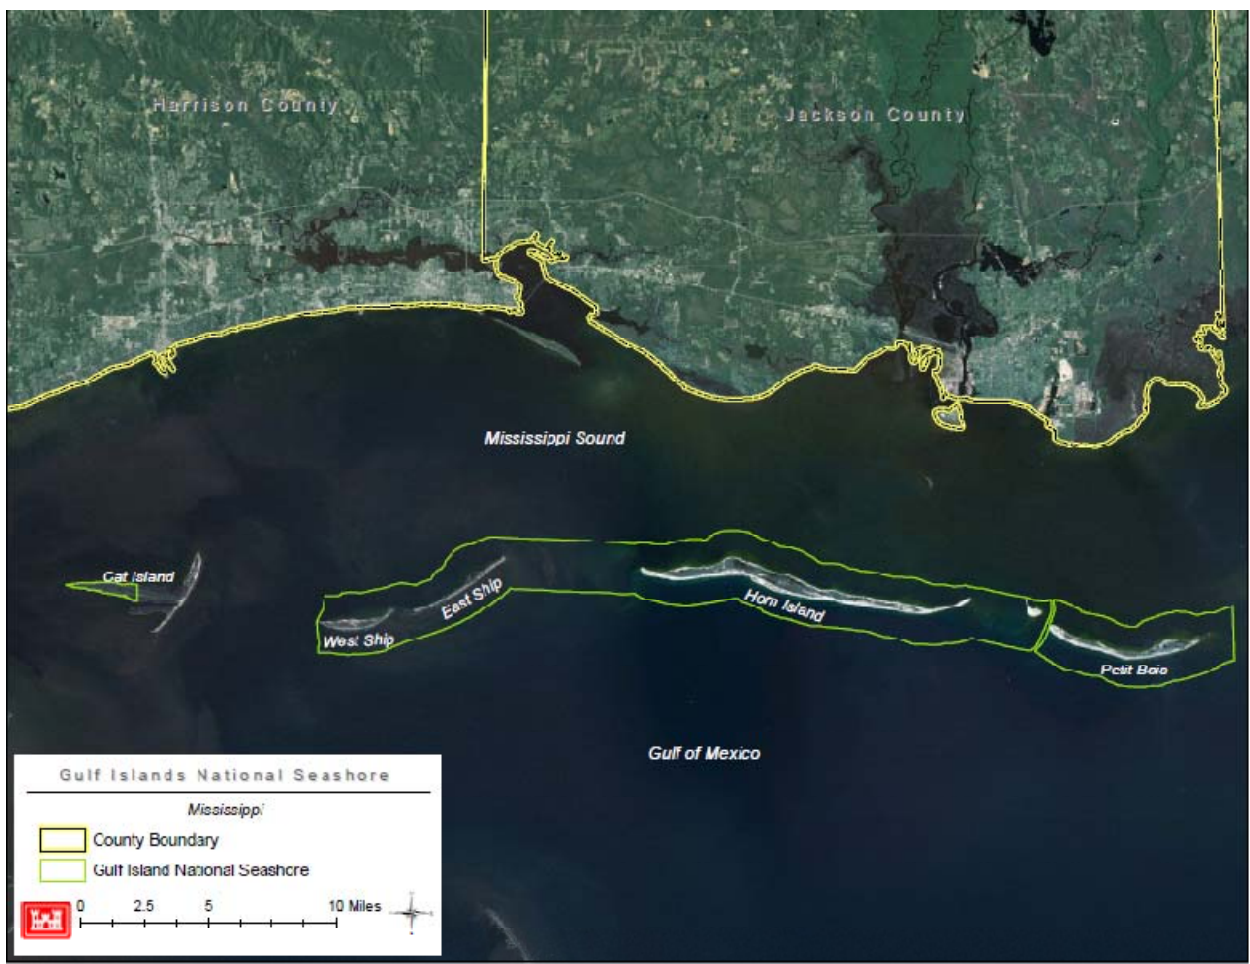 Harrison County
Jackson County
Mississippi Sound
Cat Island
East Ship
West Ship
Horn Island
Petit Bois
Gulf of Mexico
Gulf Islands National Seashore
Mississippi
County Boundary
Gulf Island National Seashore
0 2.5 5 10 Miles